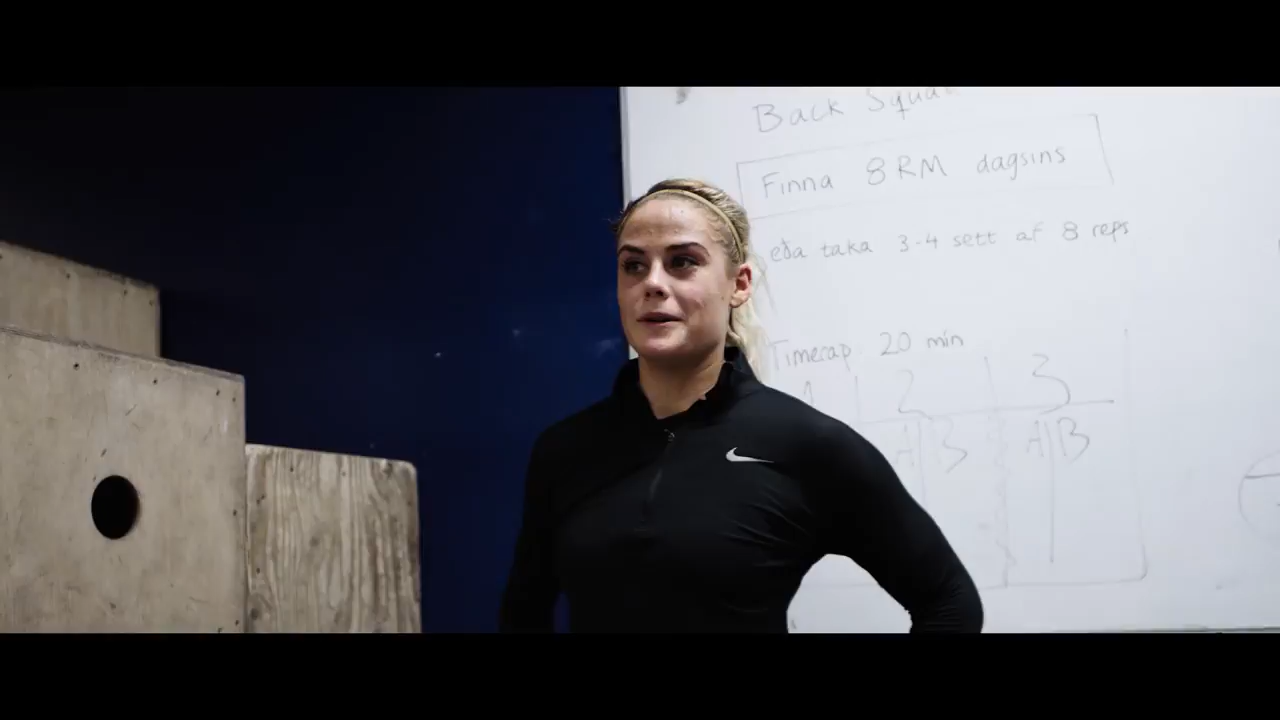 Back Squat
Finna 8RM dagsins
eða taka 3-4 sett af 8 reps
Timecap 20 min
1 2 3
A B A B